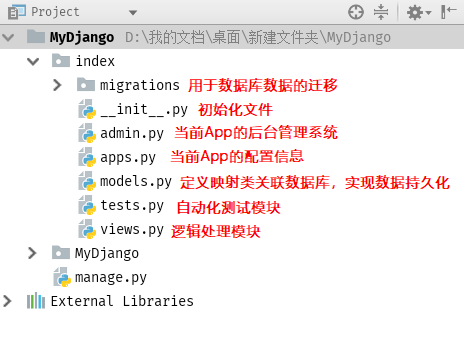 Project
MyDjango D:\我的文档\桌面\新建文件夹\MyDjango
index
migrations 用于数据库数据的迁移
__init__.py 初始化文件
admin.py 当前App的后台管理系统
apps.py 当前App的配置信息
models.py 定义映射类关联数据库，实现数据持久化
tests.py 自动化测试模块
views.py 逻辑处理模块
MyDjango
manage.py
External Libraries